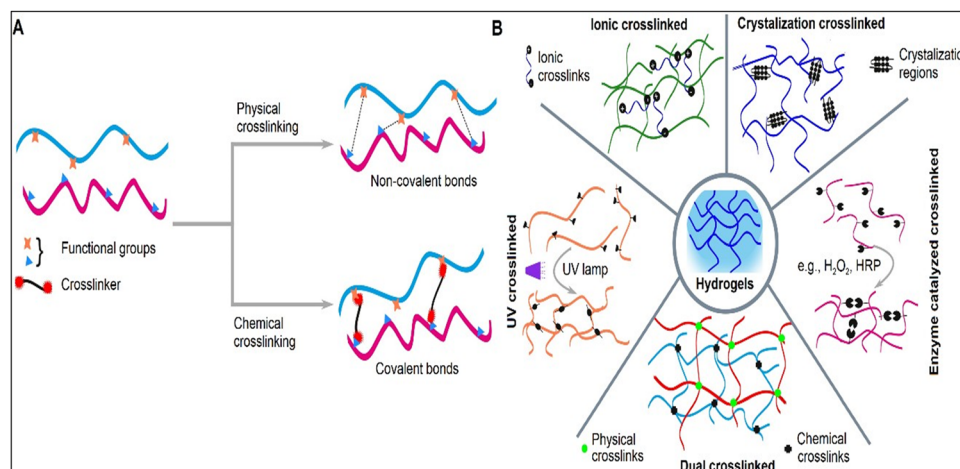 A
Physical
crosslinking
Non-covalent bonds
Functional groups
Crosslinker
Chemical
crosslinking
Covalent bonds
B
Ionic crosslinked
Ionic
crosslinks
Crystalization crosslinked
Crystalization
regions
UV crosslinked
UV lamp
Hydrogels
e.g., H₂O₂, HRP
Enzyme catalyzed crosslinked
Physical
crosslinks
Chemical
crosslinks
Dual crosslinked